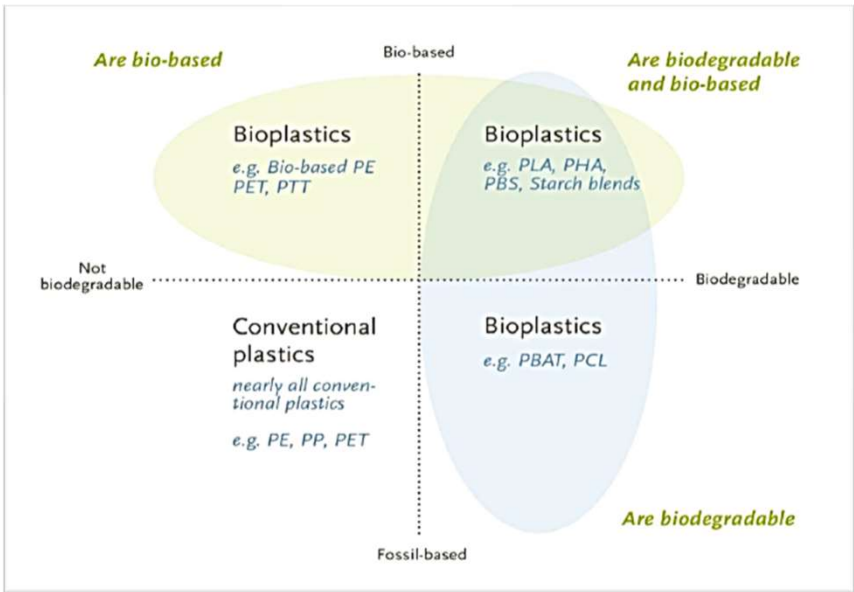 Are bio-based
Bio-based
Are biodegradable
and bio-based
Bioplastics
e.g. Bio-based PE
PET, PTT
Bioplastics
e.g. PLA, PHA,
PBS, Starch blends
Not
biodegradable
Biodegradable
Conventional
plastics
nearly all conven-
tional plastics
e.g. PE, PP, PET
Bioplastics
e.g. PBAT, PCL
Are biodegradable
Fossil-based